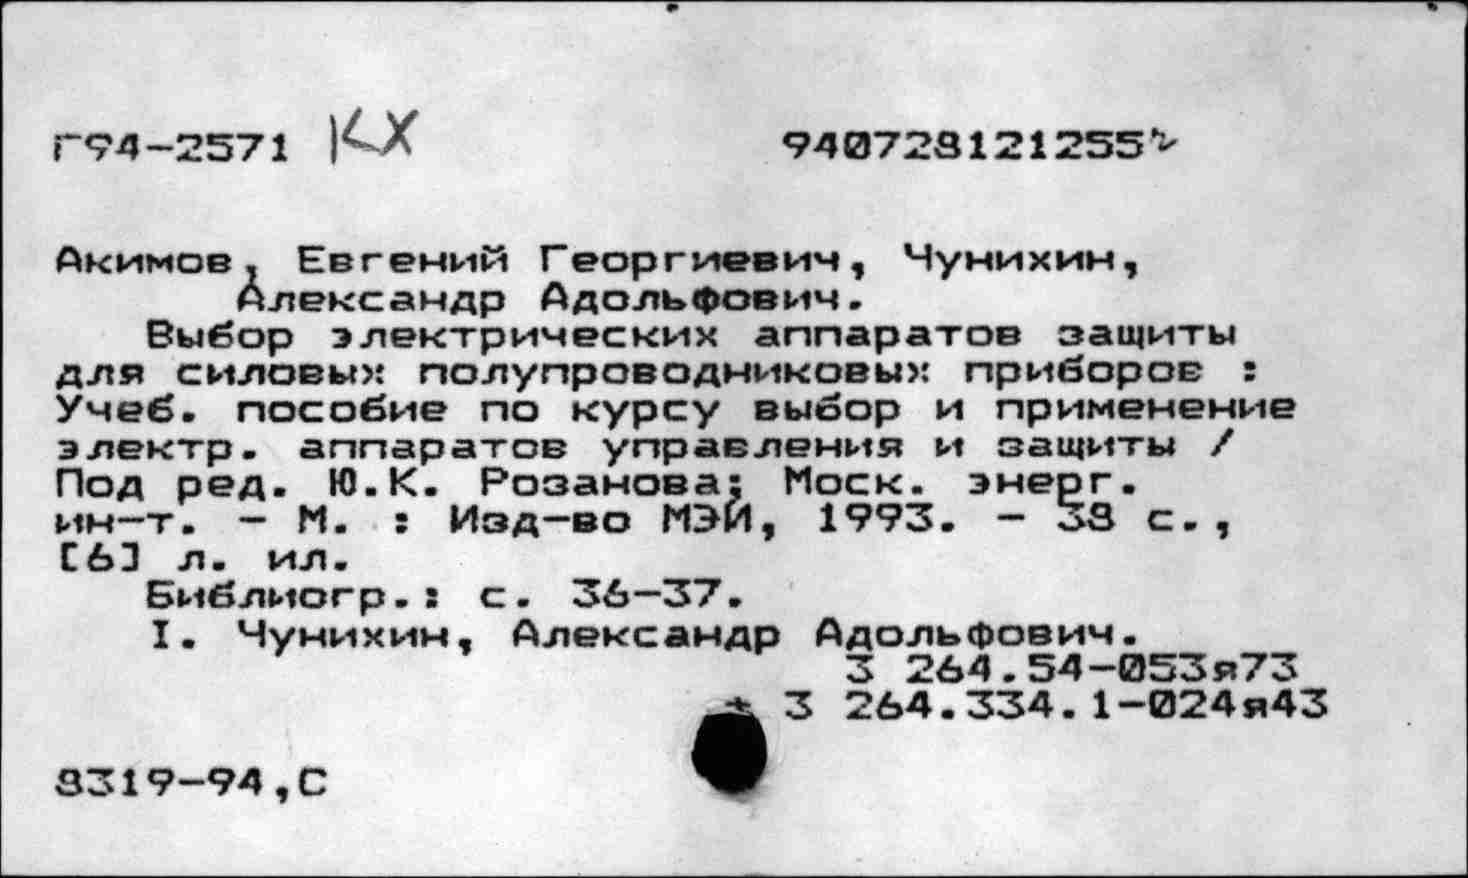 Г94-2571 КХ 940728121255
Акимов, Евгений Георгиевич, Чунихин,
Александр Адольфович.
Выбор электрических аппаратов защиты
для силовых полупроводниковых приборов :
Учеб. пособие по курсу выбор и применение
электр. аппаратов управления и защиты /
Под ред. Ю.К. Розанова; Моск. энерг.
ин-т. - М. : Изд-во МЭИ, 1993. - 38 с.,
[6] л. ил.
Библиогр.: с. 36-37.
I. Чунихин, Александр Адольфович.
З 264.54-053я73
З 264.334.1-024я43
8319-94,С